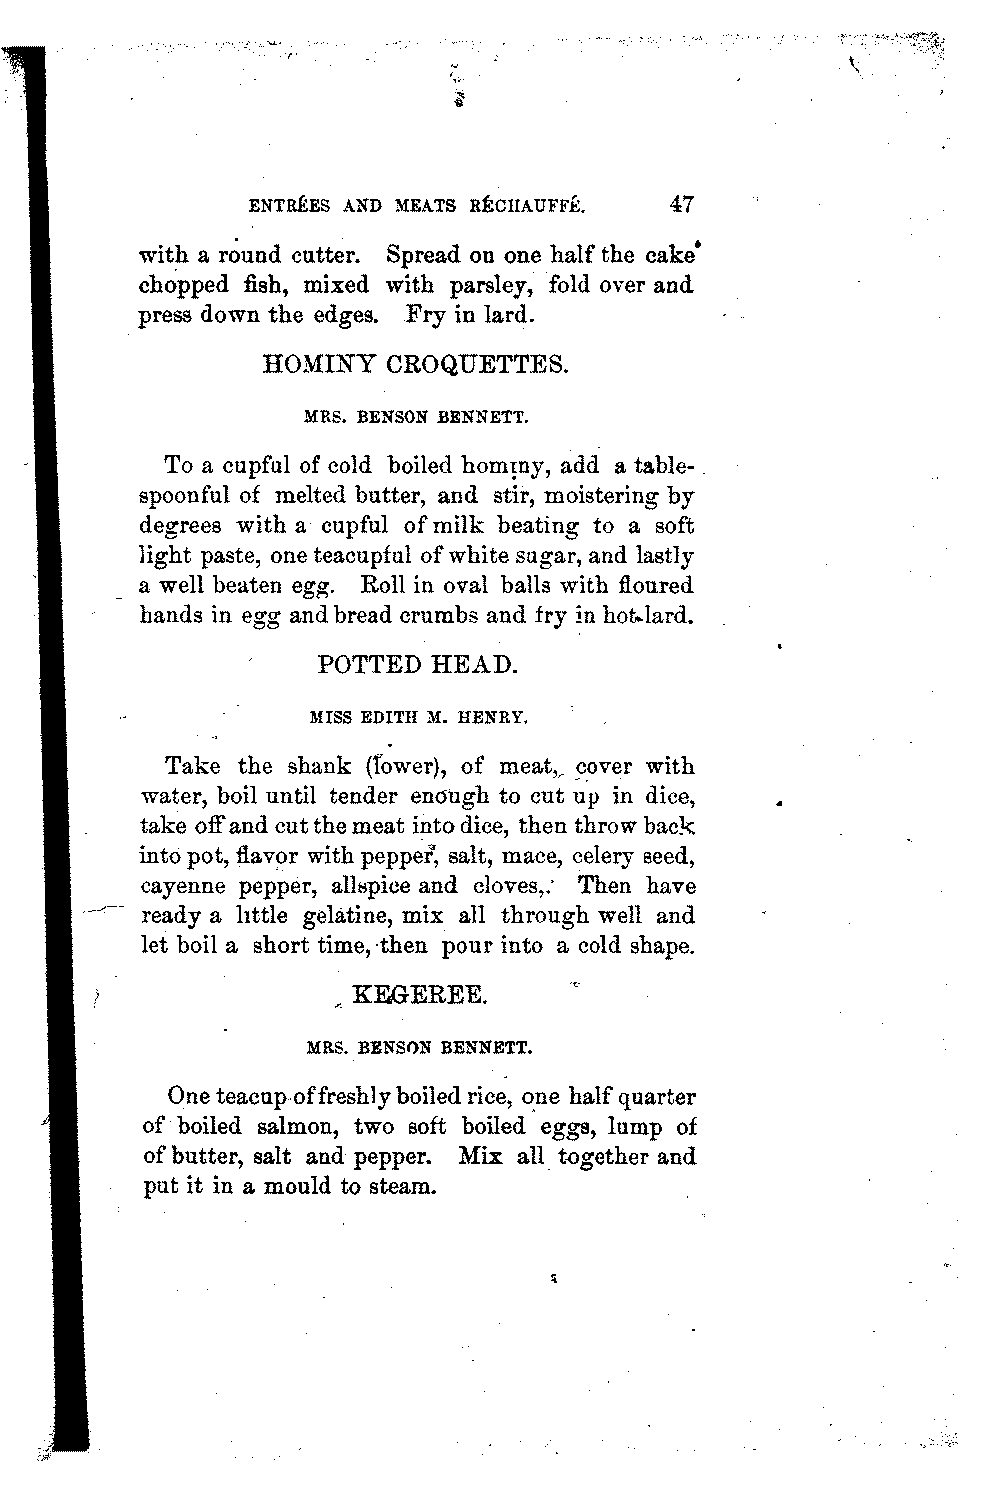 ENTRÉES AND MEATS RÉCHAUFFÉ. 47
with a round cutter. Spread on one half the cake
chopped fish, mixed with parsley, fold over and
press down the edges. Fry in lard.
HOMINY CROQUETTES.
MRS. BENSON BENNETT.
To a cupful of cold boiled hominy, add a table-
spoonful of melted butter, and stir, moistering by
degrees with a cupful of milk beating to a soft
light paste, one teacupful of white sugar, and lastly
a well beaten egg. Roll in oval balls with floured
hands in egg and bread crumbs and fry in hot lard.
POTTED HEAD.
MISS EDITH M. HENRY.
Take the shank (lower), of meat, cover with
water, boil until tender enough to cut up in dice,
take off and cut the meat into dice, then throw back
into pot, flavor with pepper, salt, mace, celery seed,
cayenne pepper, allspice and cloves,. Then have
ready a little gelatine, mix all through well and
let boil a short time, then pour into a cold shape.
KEGEREE.
MRS. BENSON BENNETT.
One teacup of freshly boiled rice, one half quarter
of boiled salmon, two soft boiled eggs, lump of
of butter, salt and pepper. Mix all together and
put it in a mould to steam.